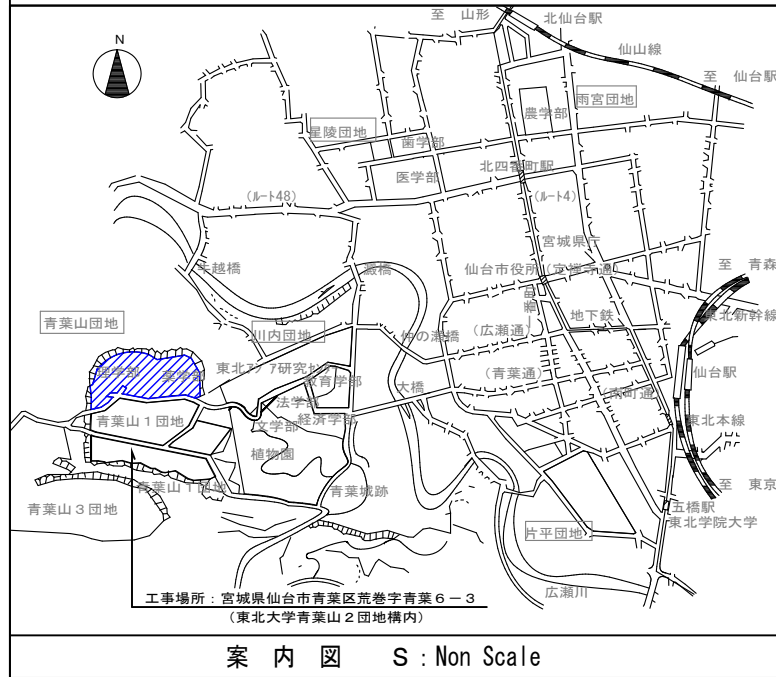 至 山形
北仙台駅
仙山線
至 仙台駅
N
雨宮団地
農学部
星陵団地
歯学部
医学部
北四番町駅
(ルート48)
(ルート4)
宮城県庁
牛越橋
澱橋
仙台市役所
(定禅寺通)
至 青森
東北新幹線
青葉山団地
川内団地
仲の瀬橋
(広瀬通)
地下鉄
理学部
薬学部
東北アジア研究センター
教育学部
大橋
(青葉通)
仙台駅
(南町通)
法学部
青葉山1団地
文学部
経済学部
東北本線
植物園
青葉山1団地
青葉城跡
至 東京
青葉山3団地
五橋駅
東北学院大学
片平団地
工事場所：宮城県仙台市青葉区荒巻字青葉6－3
(東北大学青葉山2団地構内)
広瀬川
案 内 図 S：Non Scale